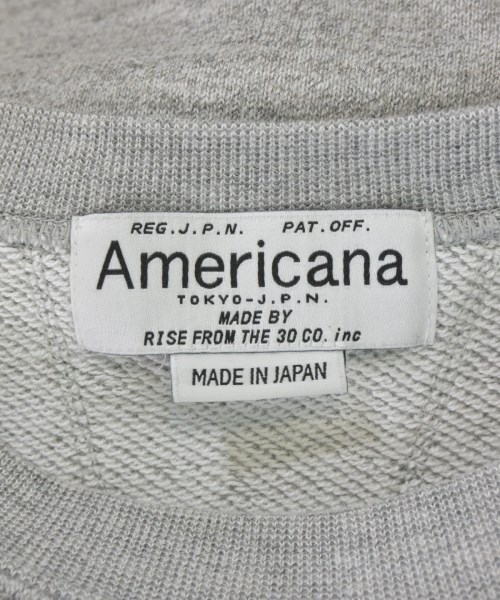 REG.J.P.N. PAT.OFF.
Americana
TOKYO-J.P.N.
MADE BY
RISE FROM THE 30 CO. inc
MADE IN JAPAN